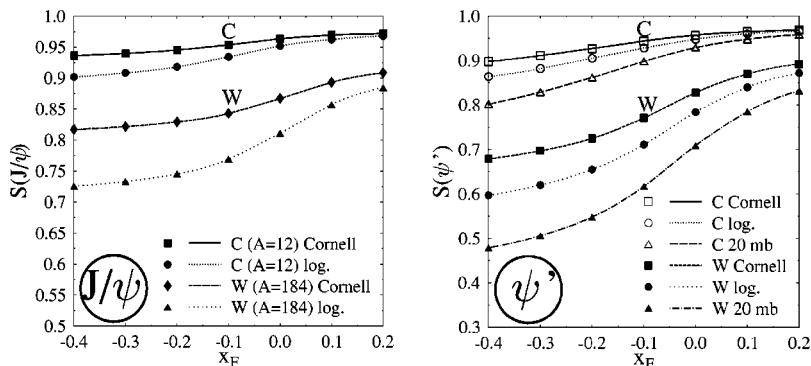 1
0.95
0.9
0.85
0.8
0.75
0.7
0.65
0.6
0.55
0.5
S(J/ψ)
C
W
C (A=12) Cornell
C (A=12) log.
W (A=184) Cornell
W (A=184) log.
J/ψ
-0.4 -0.3 -0.2 -0.1 0.0 0.1 0.2
x_F
1.0
0.9
0.8
0.7
0.6
0.5
0.4
0.3
S(ψ')
C
W
C Cornell
C log.
C 20 mb
W Cornell
W log.
W 20 mb
ψ'
-0.4 -0.3 -0.2 -0.1 0.0 0.1 0.2
x_F